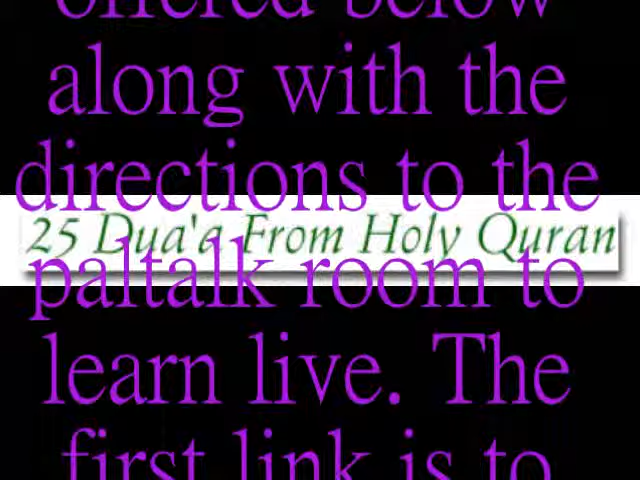 offered below
along with the
directions to the
25 Dua'a From Holy Quran
paltalk room to
learn live. The
first link is to